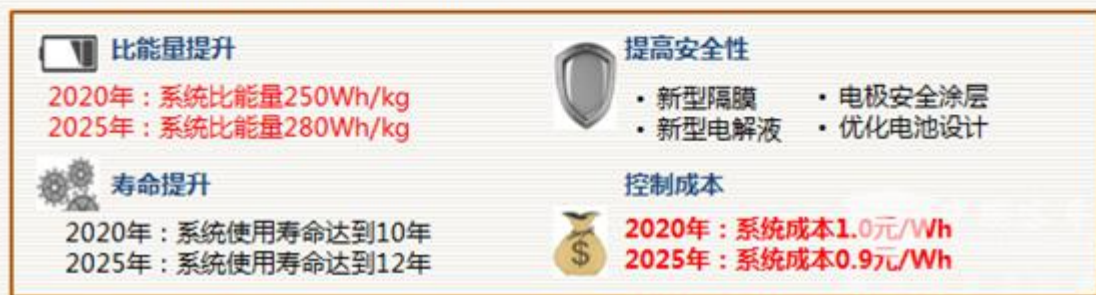 比能量提升
2020年：系统比能量250Wh/kg
2025年：系统比能量280Wh/kg
提高安全性
• 新型隔膜 • 电极安全涂层
• 新型电解液 • 优化电池设计
寿命提升
2020年：系统使用寿命达到10年
2025年：系统使用寿命达到12年
控制成本
$
2020年：系统成本1.0元/Wh
2025年：系统成本0.9元/Wh